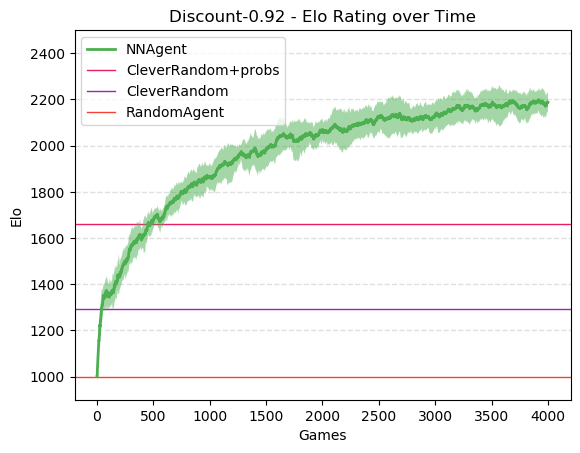 Discount-0.92 - Elo Rating over Time
NNAgent
CleverRandom+probs
CleverRandom
RandomAgent
2400
2200
2000
1800
1600
1400
1200
1000
Elo
0
500
1000
1500
2000
2500
3000
3500
4000
Games